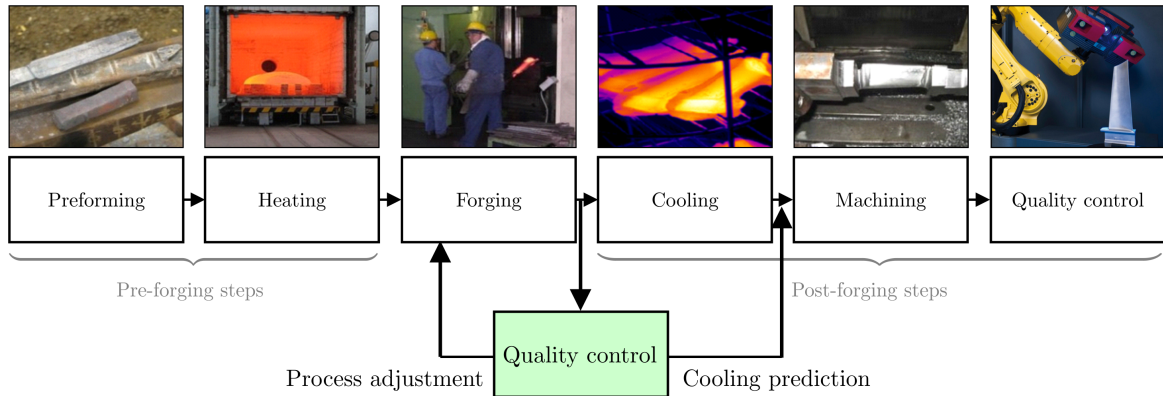 Preforming
Heating
Forging
Cooling
Machining
Quality control
Pre-forging steps
Post-forging steps
Quality control
Process adjustment
Cooling prediction